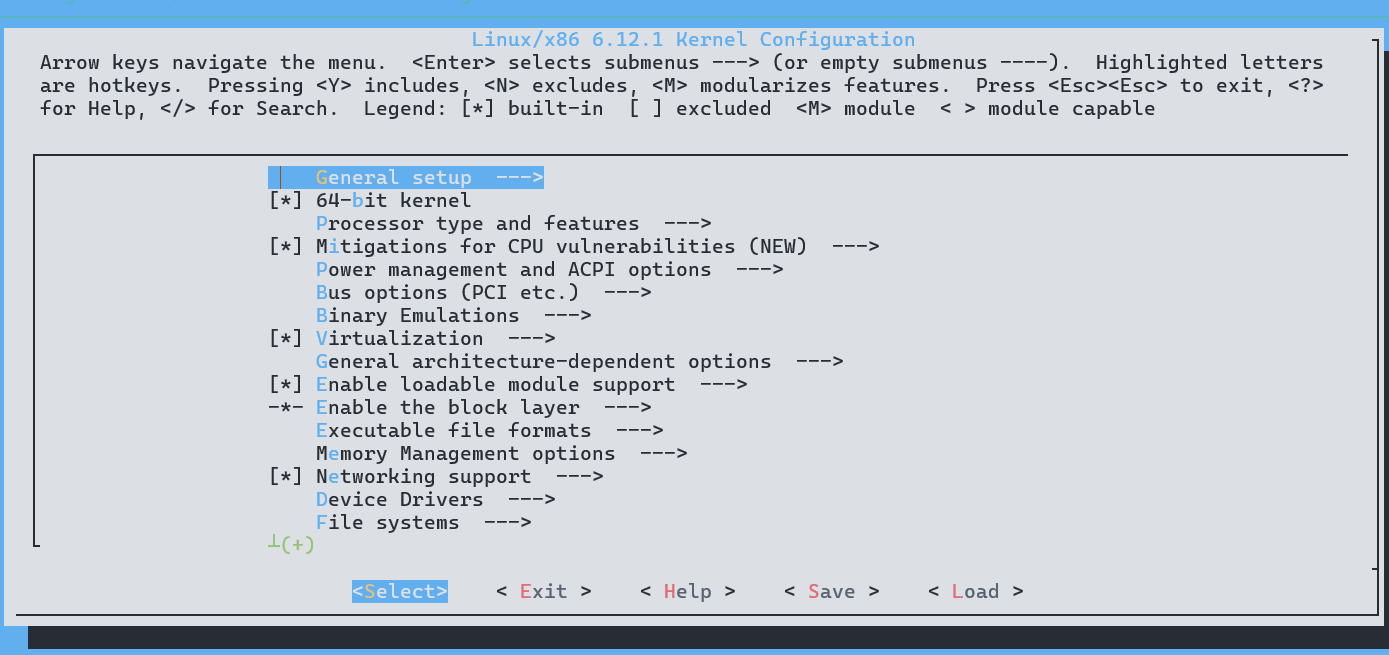 Linux/x86 6.12.1 Kernel Configuration
Arrow keys navigate the menu.  <Enter> selects submenus ---> (or empty submenus ----).  Highlighted letters
are hotkeys.  Pressing <Y> includes, <N> excludes, <M> modularizes features.  Press <Esc><Esc> to exit, <?>
for Help, </> for Search.  Legend: [*] built-in  [ ] excluded  <M> module  < > module capable
General setup  --->
[*] 64-bit kernel
Processor type and features  --->
[*] Mitigations for CPU vulnerabilities (NEW)  --->
Power management and ACPI options  --->
Bus options (PCI etc.)  --->
Binary Emulations  --->
[*] Virtualization  --->
General architecture-dependent options  --->
[*] Enable loadable module support  --->
-*- Enable the block layer  --->
Executable file formats  --->
Memory Management options  --->
[*] Networking support  --->
Device Drivers  --->
File systems  --->
┴(+)
<Select>    < Exit >    < Help >    < Save >    < Load >